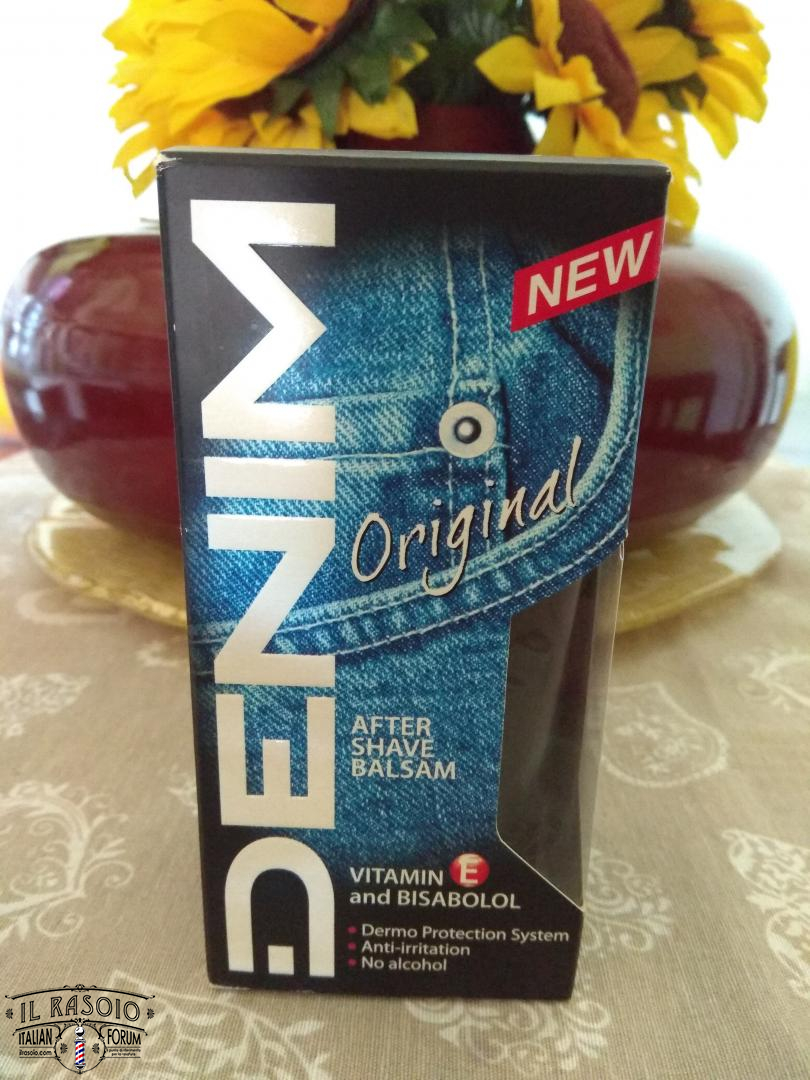 DENIM
NEW
Original
AFTER
SHAVE
BALSAM
VITAMIN E
and BISABOLOL
• Dermo Protection System
• Anti-irritation
• No alcohol
IL RASOIO
ITALIAN FORUM
ilrasoio.com